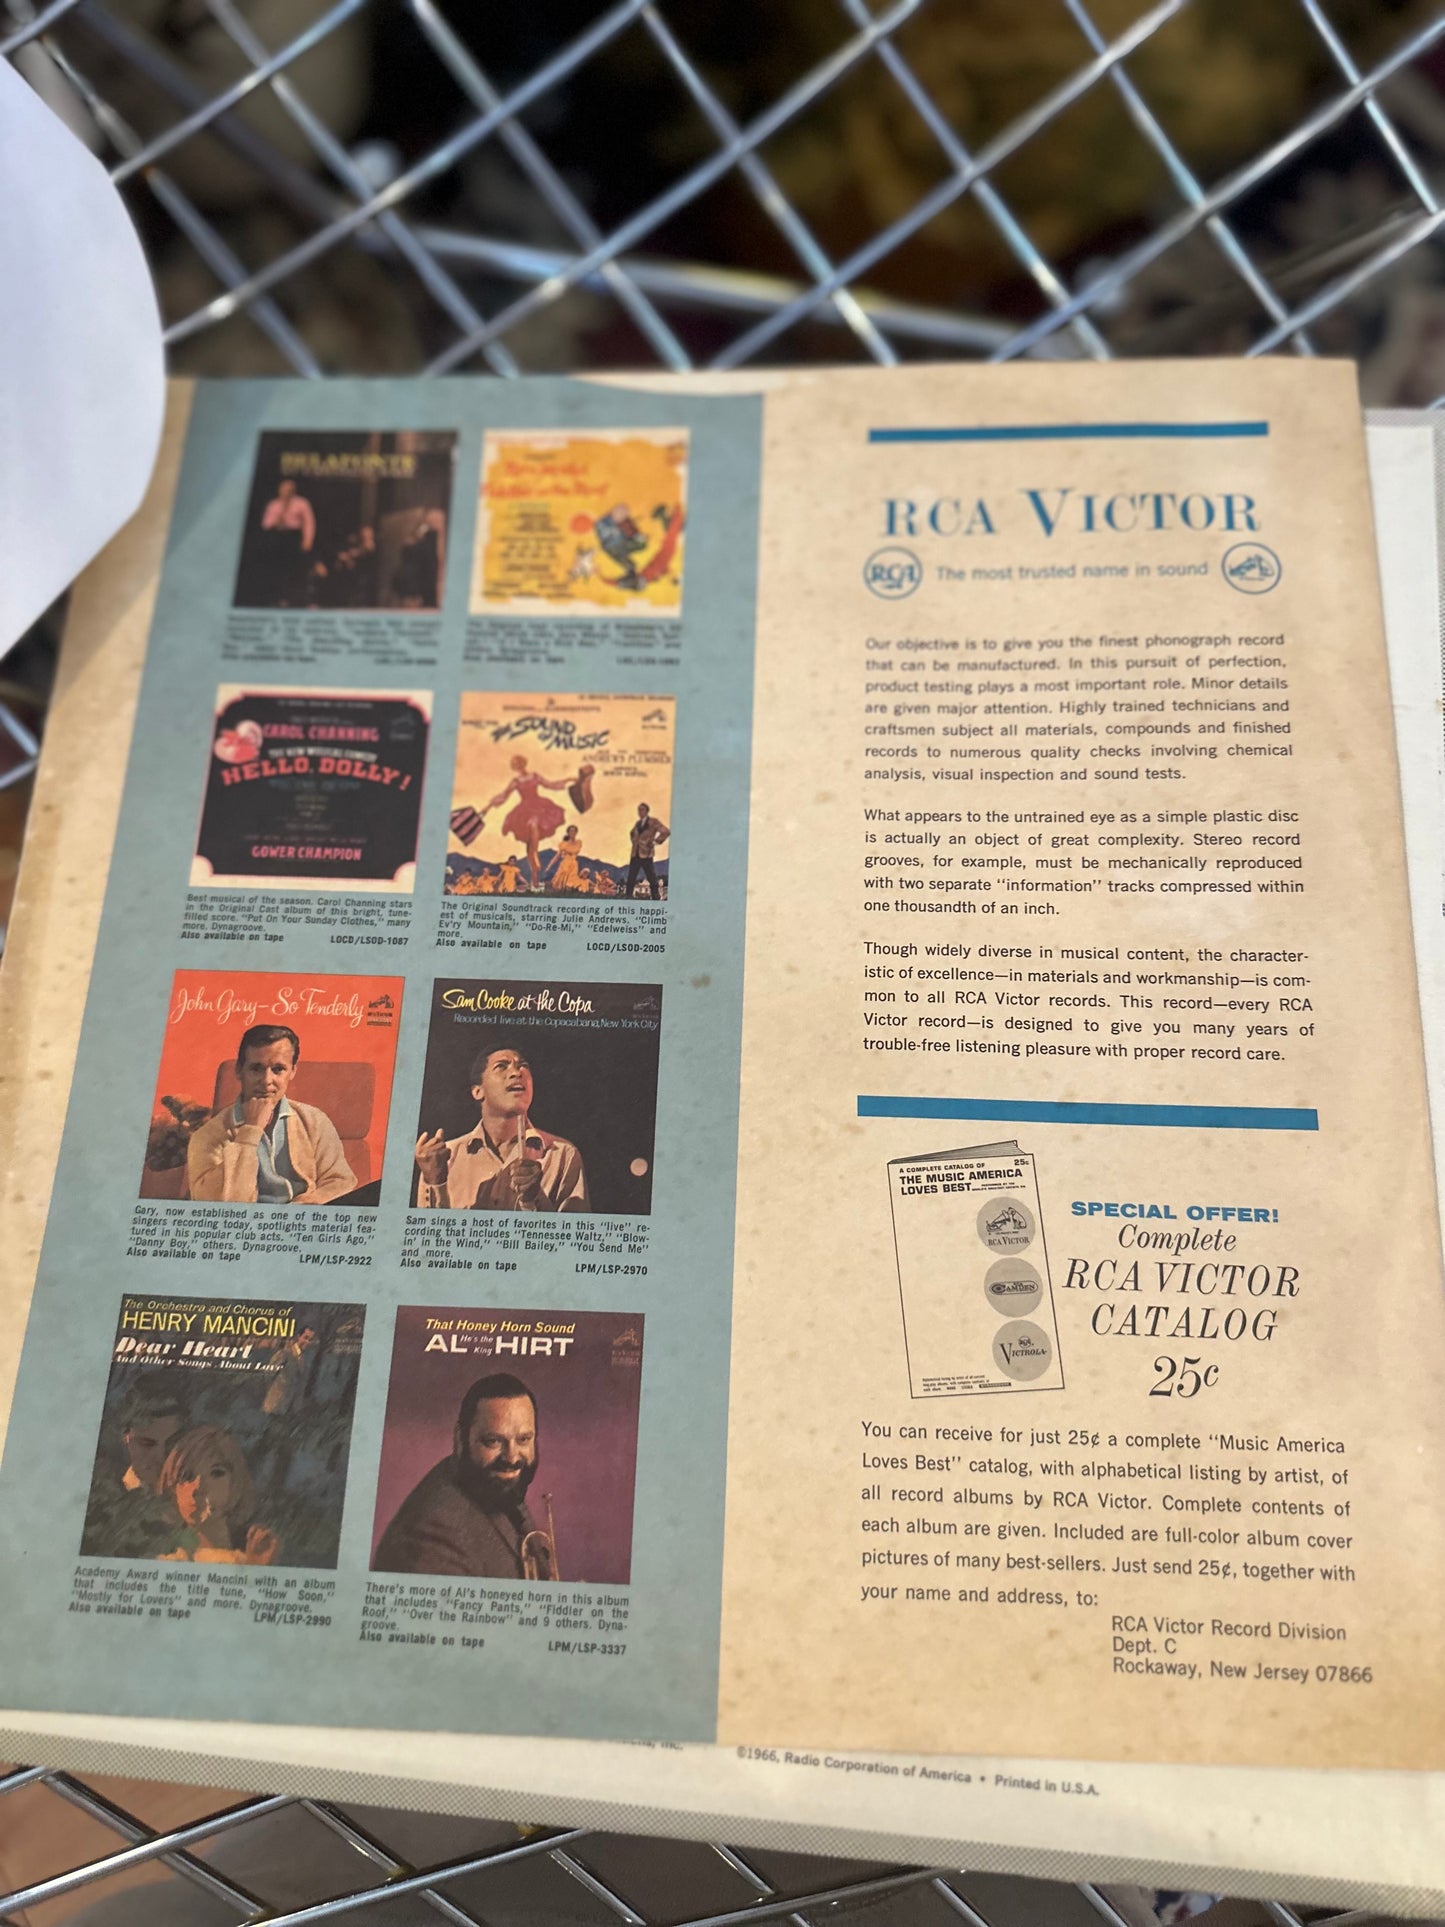 BELAFONTE
CAROL CHANNING
THE NEW MUSICAL COMEDY
HELLO, DOLLY!
GOWER CHAMPION
Best musical of the season. Carol Channing stars
in the Original Cast album of this bright, tune-
filled score. "Put On Your Sunday Clothes," many
more. Dynagroove.
Also available on tape LOCD/LSOD-1087
THE SOUND
OF MUSIC
The Original Soundtrack recording of this happi-
est of musicals, starring Julie Andrews. "Climb
Ev'ry Mountain," "Do-Re-Mi," "Edelweiss" and
more.
Also available on tape LOCD/LSOD-2005
John Gary—So Tenderly
Gary, now established as one of the top new
singers recording today, spotlights material fea-
tured in his popular club acts. "Ten Girls Ago,"
"Danny Boy," others. Dynagroove.
Also available on tape LPM/LSP-2922
Sam Cooke at the Copa
Recorded live at the Copacabana, New York City
Sam sings a host of favorites in this "live" re-
cording that includes "Tennessee Waltz," "Blow-
in' in the Wind," "Bill Bailey," "You Send Me"
and more.
Also available on tape LPM/LSP-2970
The Orchestra and Chorus of
HENRY MANCINI
Dear Heart
And Other Songs About Love
Academy Award winner Mancini with an album
that includes the title tune, "How Soon,"
"Mostly for Lovers" and more. Dynagroove.
Also available on tape LPM/LSP-2990
That Honey Horn Sound
AL He's the King HIRT
There's more of Al's honeyed horn in this album
that includes "Fancy Pants," "Fiddler on the
Roof," "Over the Rainbow" and 9 others. Dyna-
groove.
Also available on tape LPM/LSP-3337
RCA VICTOR
RCA The most trusted name in sound
Our objective is to give you the finest phonograph record
that can be manufactured. In this pursuit of perfection,
product testing plays a most important role. Minor details
are given major attention. Highly trained technicians and
craftsmen subject all materials, compounds and finished
records to numerous quality checks involving chemical
analysis, visual inspection and sound tests.
What appears to the untrained eye as a simple plastic disc
is actually an object of great complexity. Stereo record
grooves, for example, must be mechanically reproduced
with two separate "information" tracks compressed within
one thousandth of an inch.
Though widely diverse in musical content, the character-
istic of excellence—in materials and workmanship—is com-
mon to all RCA Victor records. This record—every RCA
Victor record—is designed to give you many years of
trouble-free listening pleasure with proper record care.
A COMPLETE CATALOG OF 25c
THE MUSIC AMERICA
LOVES BEST
RCA VICTOR
CAMDEN
VICTROLA
SPECIAL OFFER!
Complete
RCA VICTOR
CATALOG
25c
You can receive for just 25¢ a complete "Music America
Loves Best" catalog, with alphabetical listing by artist, of
all record albums by RCA Victor. Complete contents of
each album are given. Included are full-color album cover
pictures of many best-sellers. Just send 25¢, together with
your name and address, to:
RCA Victor Record Division
Dept. C
Rockaway, New Jersey 07866
©1966, Radio Corporation of America • Printed in U.S.A.